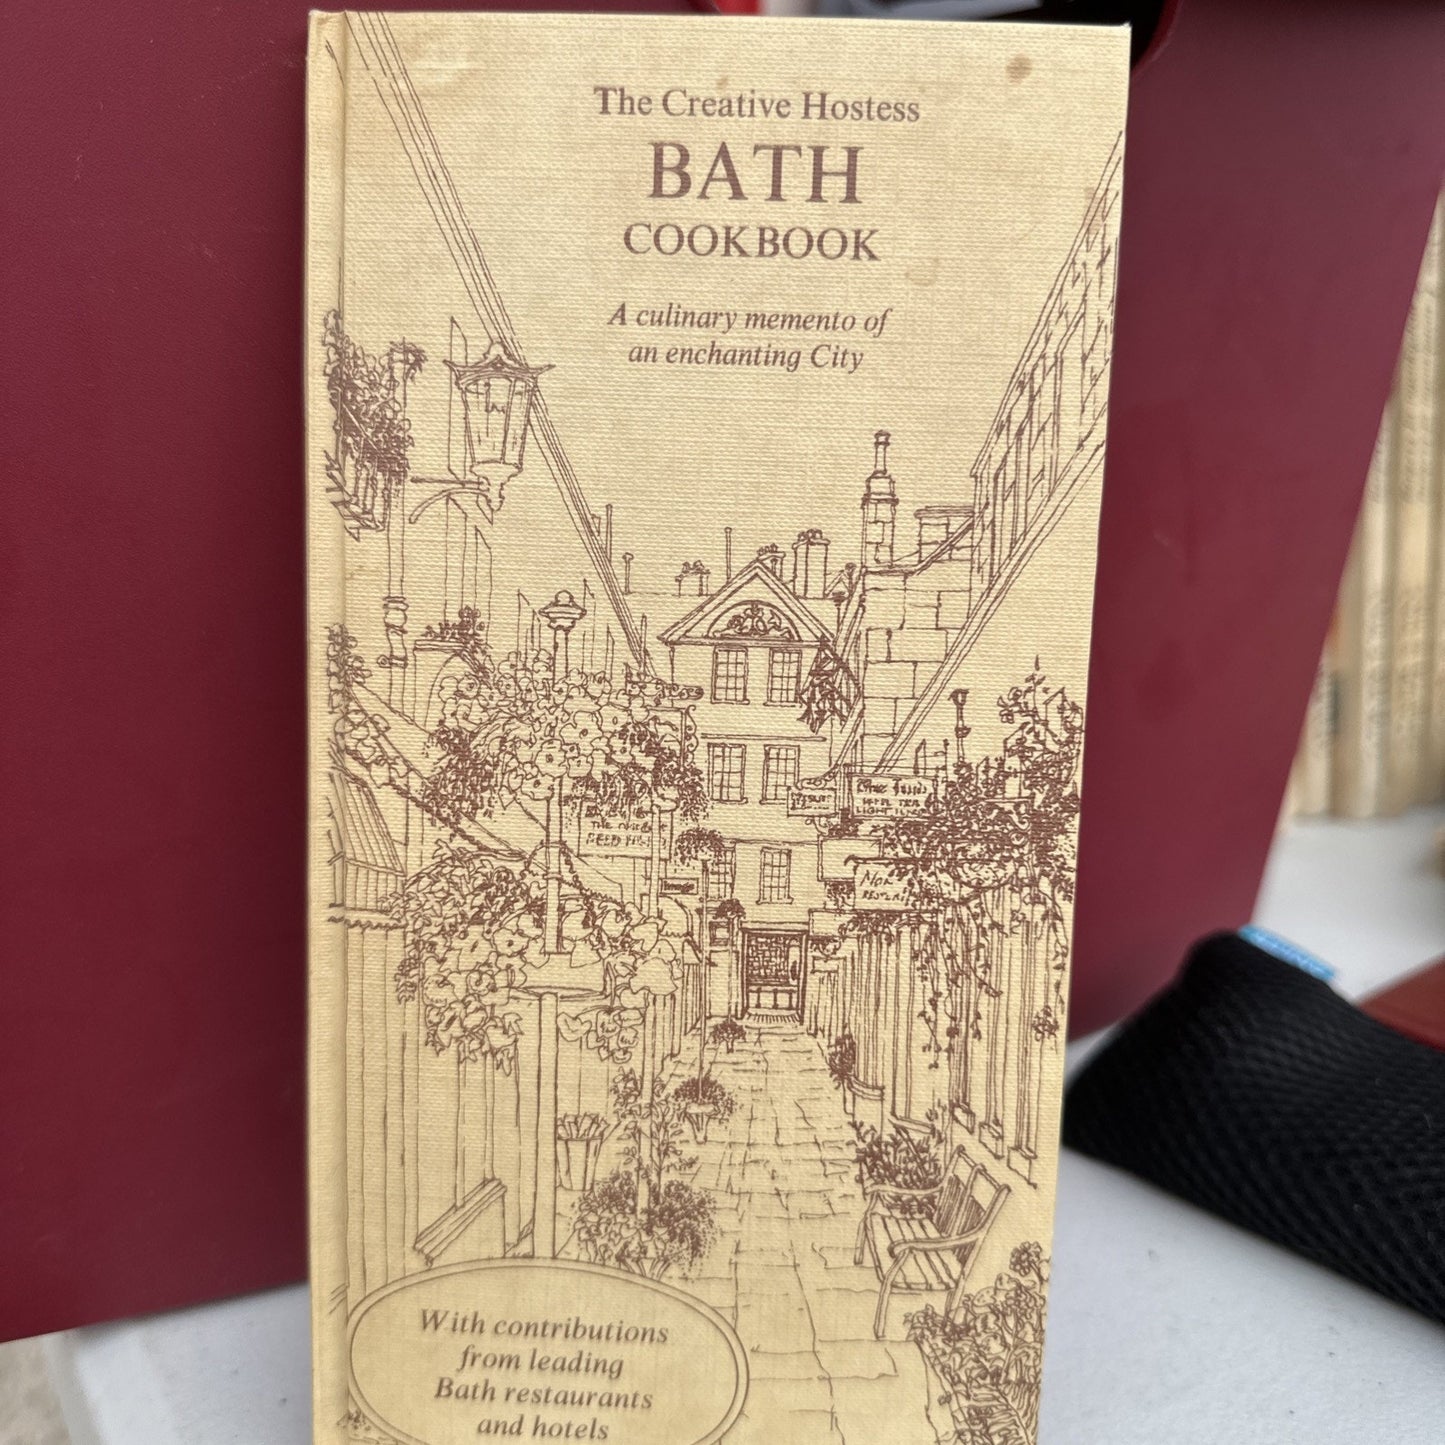 The Creative Hostess
BATH
COOKBOOK
A culinary memento of
an enchanting City
With contributions
from leading
Bath restaurants
and hotels